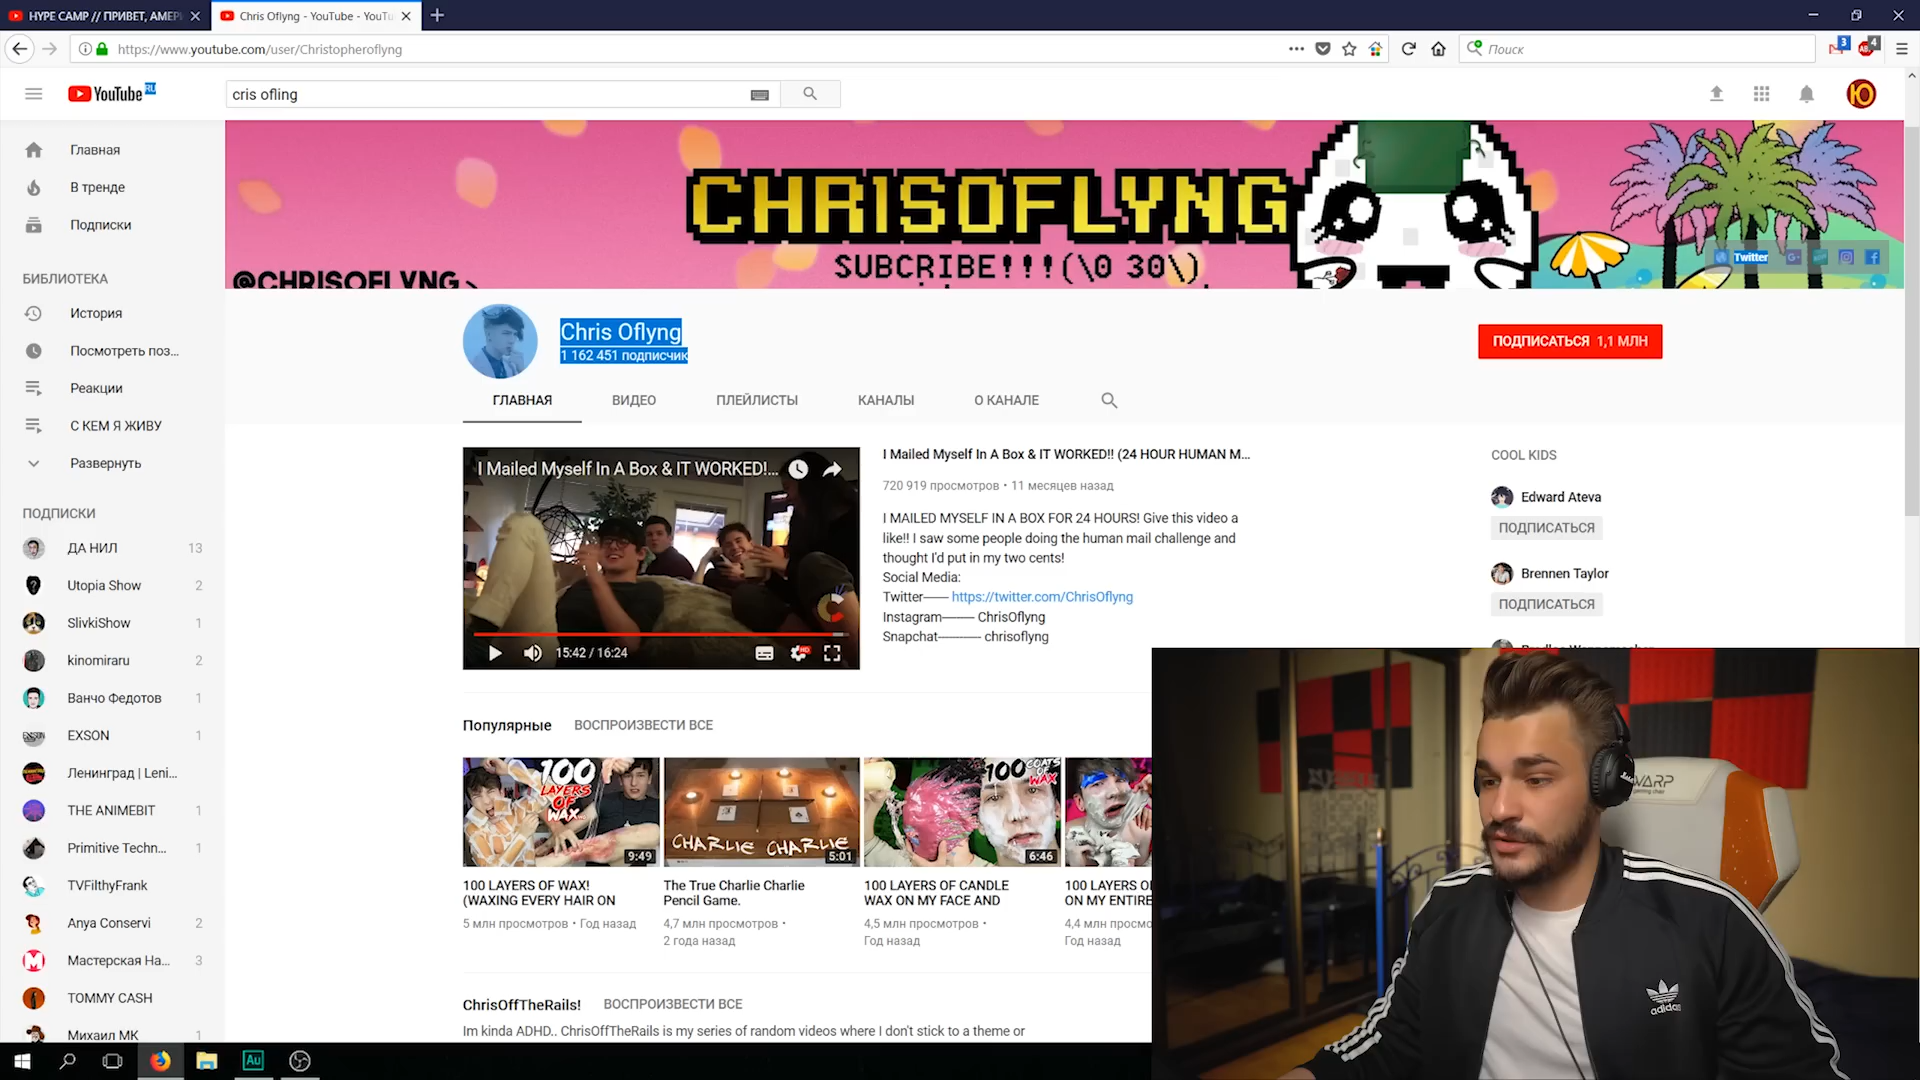 HYPE CAMP // ПРИВЕТ, АМЕР
Chris Oflyng - YouTube - YouTu
https://www.youtube.com/user/Christopheroflyng
Поиск
3
4
YouTube RU
cris ofling
Ю
Главная
В тренде
Подписки
БИБЛИОТЕКА
История
Посмотреть поз...
Реакции
С КЕМ Я ЖИВУ
Развернуть
ПОДПИСКИ
ДА НИЛ 13
Utopia Show 2
SlivkiShow 1
kinomiraru 2
Ванчо Федотов 1
EXSON 1
Ленинград | Leni...
THE ANIMEBIT 1
Primitive Techn... 1
TVFilthyFrank
Anya Conservi 2
Мастерская На... 3
TOMMY CASH
Михаил МК 1
CHRISOFLYNG
SUBCRIBE!!!(\0 30\)
@CHRISOFLYNG
Twitter
Chris Oflyng
1 162 451 подписчик
ПОДПИСАТЬСЯ 1,1 МЛН
ГЛАВНАЯ ВИДЕО ПЛЕЙЛИСТЫ КАНАЛЫ О КАНАЛЕ
I Mailed Myself In A Box & IT WORKED!...
15:42 / 16:24
HD
I Mailed Myself In A Box & IT WORKED!! (24 HOUR HUMAN M...
720 919 просмотров • 11 месяцев назад
I MAILED MYSELF IN A BOX FOR 24 HOURS! Give this video a
like!! I saw some people doing the human mail challenge and
thought I'd put in my two cents!
Social Media:
Twitter------- https://twitter.com/ChrisOflyng
Instagram--------- ChrisOflyng
Snapchat------------ chrisoflyng
COOL KIDS
Edward Ateva
ПОДПИСАТЬСЯ
Brennen Taylor
ПОДПИСАТЬСЯ
Популярные ВОСПРОИЗВЕСТИ ВСЕ
100
LAYERS
OF
WAX
9:49
100 LAYERS OF WAX!
(WAXING EVERY HAIR ON
5 млн просмотров • Год назад
CHARLIE CHARLIE
5:01
The True Charlie Charlie
Pencil Game.
4,7 млн просмотров •
2 года назад
100 COATS
OF
WAX
6:46
100 LAYERS OF CANDLE
WAX ON MY FACE AND
4,5 млн просмотров •
Год назад
100 LAYERS O
ON MY ENTIRE
4,4 млн просмо
Год назад
ChrisOffTheRails! ВОСПРОИЗВЕСТИ ВСЕ
Im kinda ADHD.. ChrisOffTheRails is my series of random videos where I don't stick to a theme or
WARP
gaming chair
adidas
Au